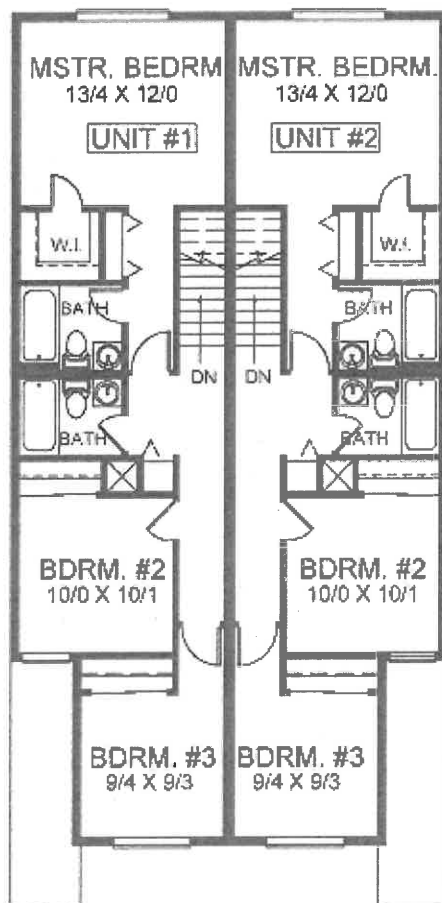 MSTR. BEDRM
13/4 X 12/0
UNIT #1
MSTR. BEDRM.
13/4 X 12/0
UNIT #2
W.I.
W.I.
BATH
BATH
DN
DN
BATH
BATH
BDRM. #2
10/0 X 10/1
BDRM. #2
10/0 X 10/1
BDRM. #3
9/4 X 9/3
BDRM. #3
9/4 X 9/3